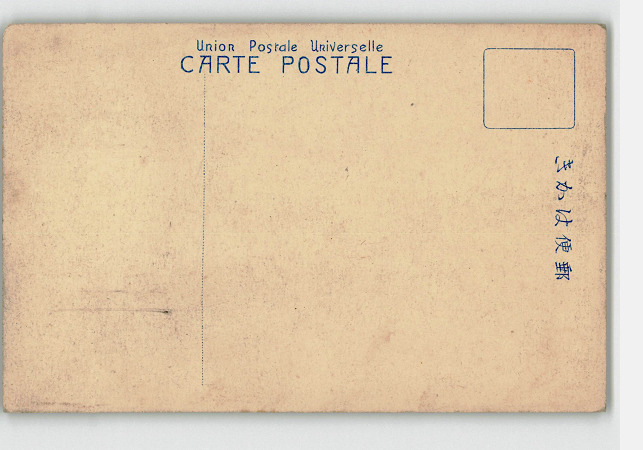 Union Postale Universelle
CARTE POSTALE
きかは便郵